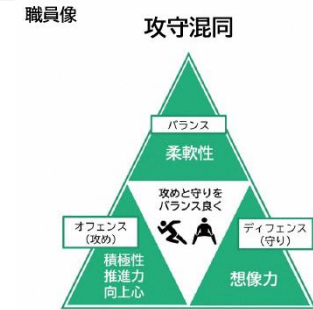 職員像
攻守混同
バランス
柔軟性
攻めと守りを
バランス良く
オフェンス
（攻め）
積極性
推進力
向上心
ディフェンス
（守り）
想像力